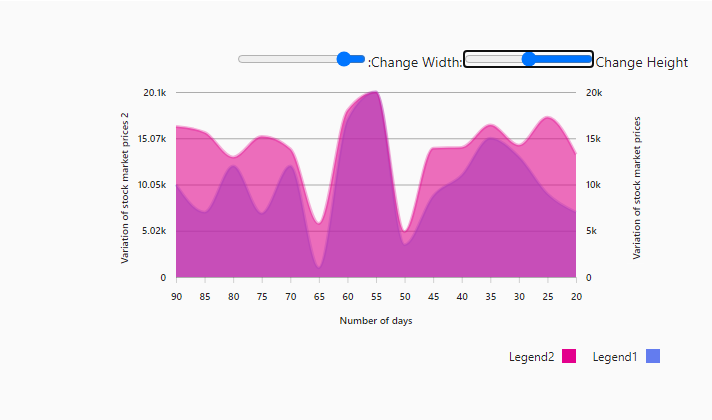 :Change Width:
Change Height
20.1k
15.07k
10.05k
5.02k
0
Variation of stock market prices 2
20k
15k
10k
5k
0
Variation of stock market prices
90 85 80 75 70 65 60 55 50 45 40 35 30 25 20
Number of days
Legend2 Legend1